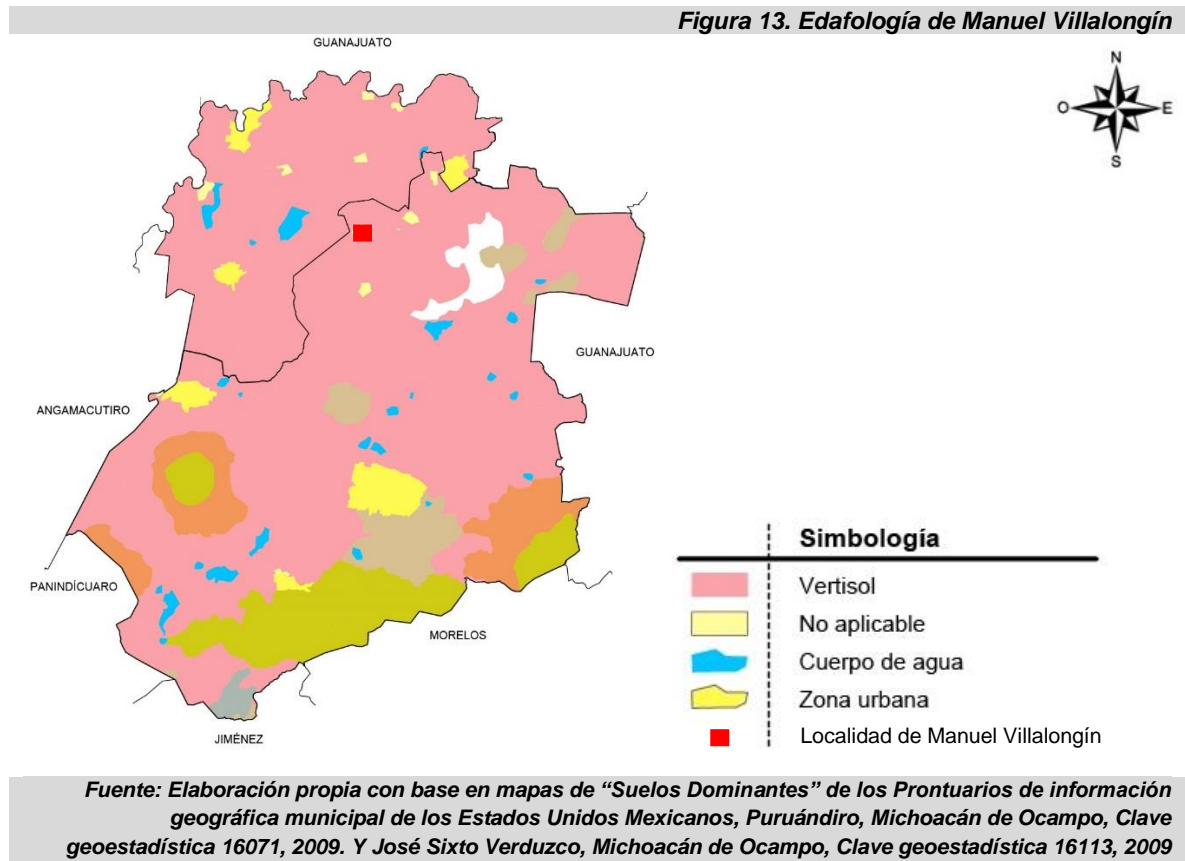 Figura 13. Edafología de Manuel Villalongín
GUANAJUATO
N
O
E
S
GUANAJUATO
ANGAMACUTIRO
PANINDÍCUARO
MORELOS
JIMÉNEZ
Simbología
Vertisol
No aplicable
Cuerpo de agua
Zona urbana
Localidad de Manuel Villalongín
Fuente: Elaboración propia con base en mapas de “Suelos Dominantes” de los Prontuarios de información
geográfica municipal de los Estados Unidos Mexicanos, Puruándiro, Michoacán de Ocampo, Clave
geoestadística 16071, 2009. Y José Sixto Verduzco, Michoacán de Ocampo, Clave geoestadística 16113, 2009